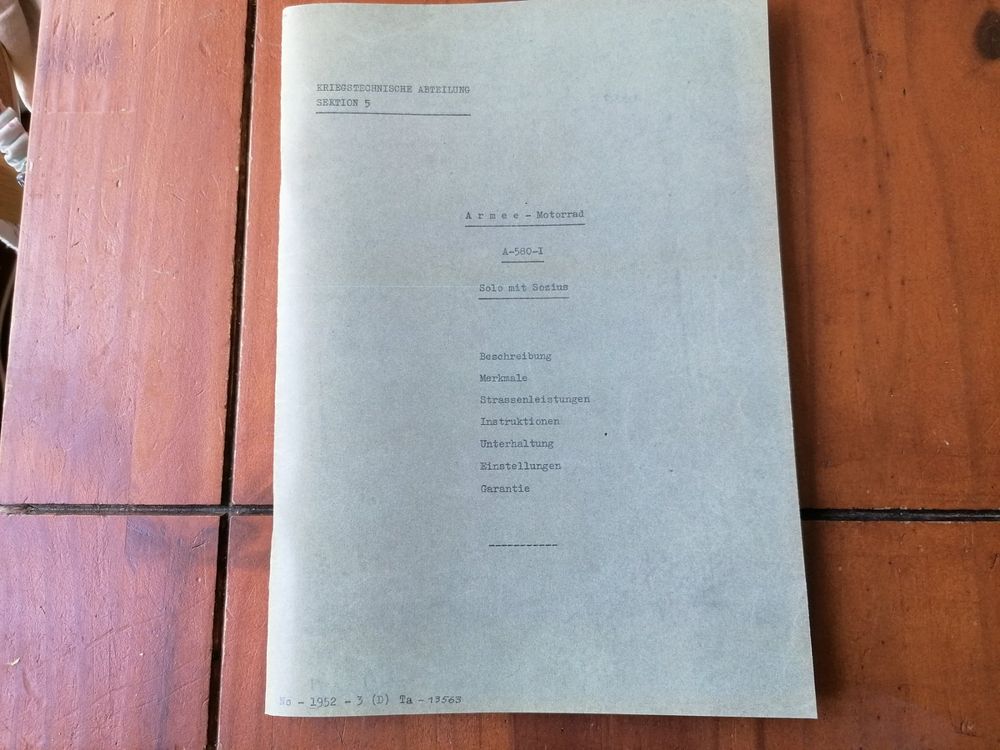 KRIEGSTECHNISCHE ABTEILUNG
SEKTION 5
A r m e e - Motorrad
A-580-I
Solo mit Sozius
Beschreibung
Merkmale
Strassenleistungen
Instruktionen
Unterhaltung
Einstellungen
Garantie
-----------
No - 1952 - 3 (D) Ta - 13563